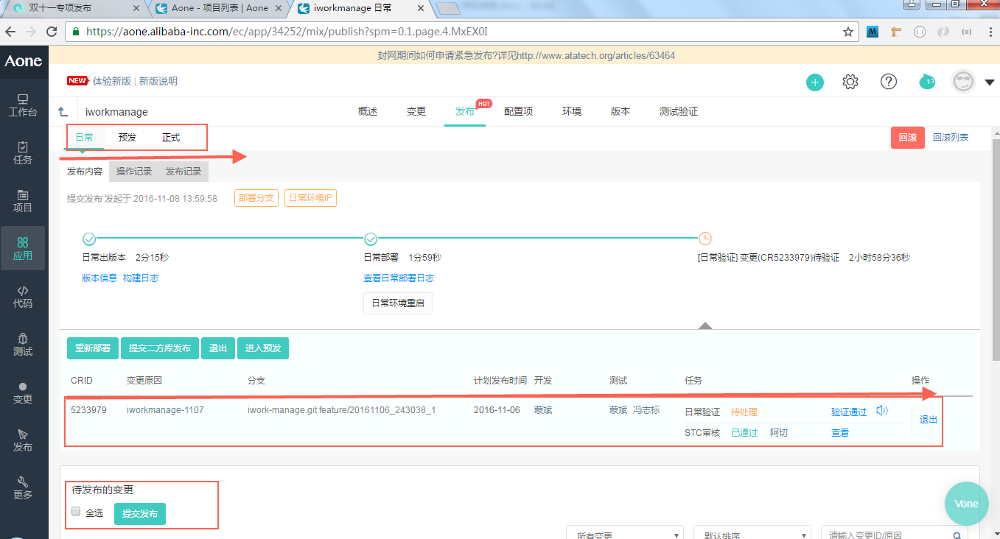 双十一专项发布
Aone - 项目列表 | Aone
iworkmanage 日常
https://aone.alibaba-inc.com/ec/app/34252/mix/publish?spm=0.1.page.4.MxEX0I
M
Aone
封网期间如何申请紧急发布?详见http://www.atatech.org/articles/63464
NEW 体验新版 | 新版说明
工作台
任务
项目
应用
代码
测试
变更
发布
更多
iworkmanage
概述 变更 发布 HOT 配置项 环境 版本 测试验证
日常 预发 正式
回滚 回滚列表
发布内容 操作记录 发布记录
提交发布 发起于 2016-11-08 13:59:58 部署分支 日常环境IP
日常出版本 2分15秒
日常部署 1分59秒
[日常验证] 变更(CR5233979)待验证 2小时58分36秒
版本信息 构建日志
查看日常部署日志
日常环境重启
重新部署 提交二方库发布 退出 进入预发
CRID 变更原因 分支 计划发布时间 开发 测试 任务 操作
5233979 iworkmanage-1107 iwork-manage.git feature/20161106_243038_1 2016-11-06 蒙斌 蒙斌 冯志标 日常验证 待处理 验证通过 退出
STC审核 已通过 阿切 查看
待发布的变更
全选 提交发布
Vone
所有变更 默认排序 请输入变更ID/原因